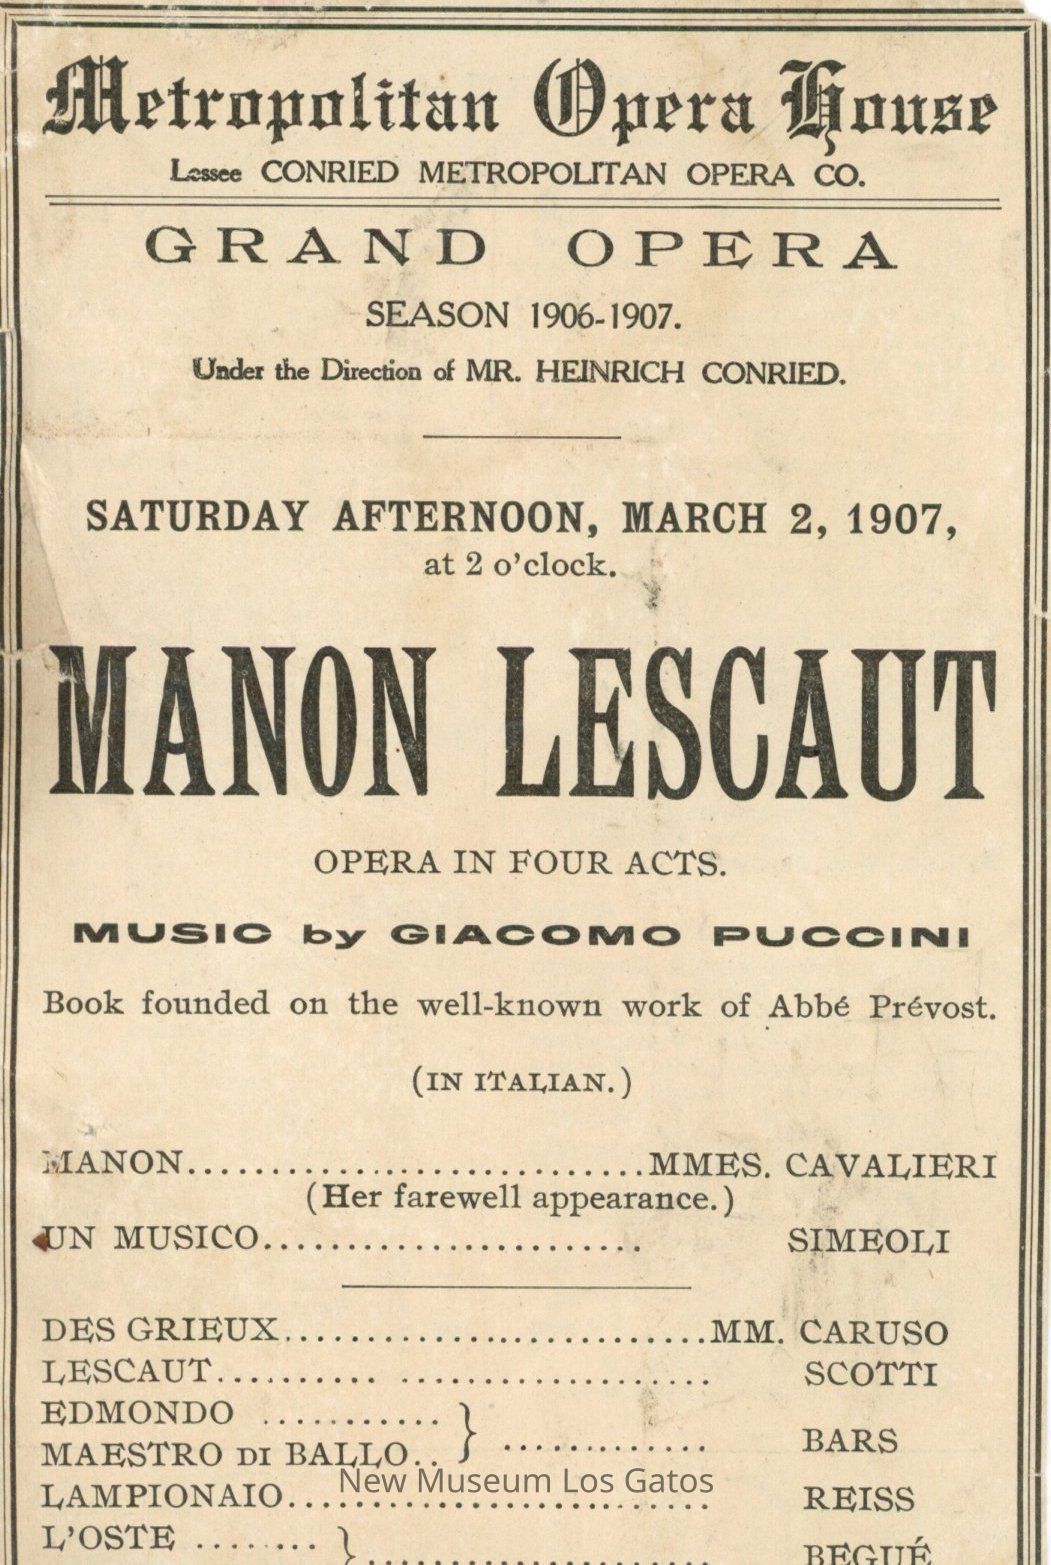 Metropolitan Opera House
Lessee CONRIED METROPOLITAN OPERA CO.
GRAND OPERA
SEASON 1906-1907.
Under the Direction of MR. HEINRICH CONRIED.
SATURDAY AFTERNOON, MARCH 2, 1907,
at 2 o'clock.
MANON LESCAUT
OPERA IN FOUR ACTS.
MUSIC by GIACOMO PUCCINI
Book founded on the well-known work of Abbé Prévost.
(IN ITALIAN.)
MANON............................MMES. CAVALIERI
(Her farewell appearance.)
UN MUSICO....................... SIMEOLI
DES GRIEUX..........................MM. CARUSO
LESCAUT.......... .................... SCOTTI
EDMONDO ...........
MAESTRO DI BALLO.. } ............. BARS
New Museum Los Gatos
LAMPIONAIO.......................... REISS
L'OSTE ........ } ..................... BEGUÉ